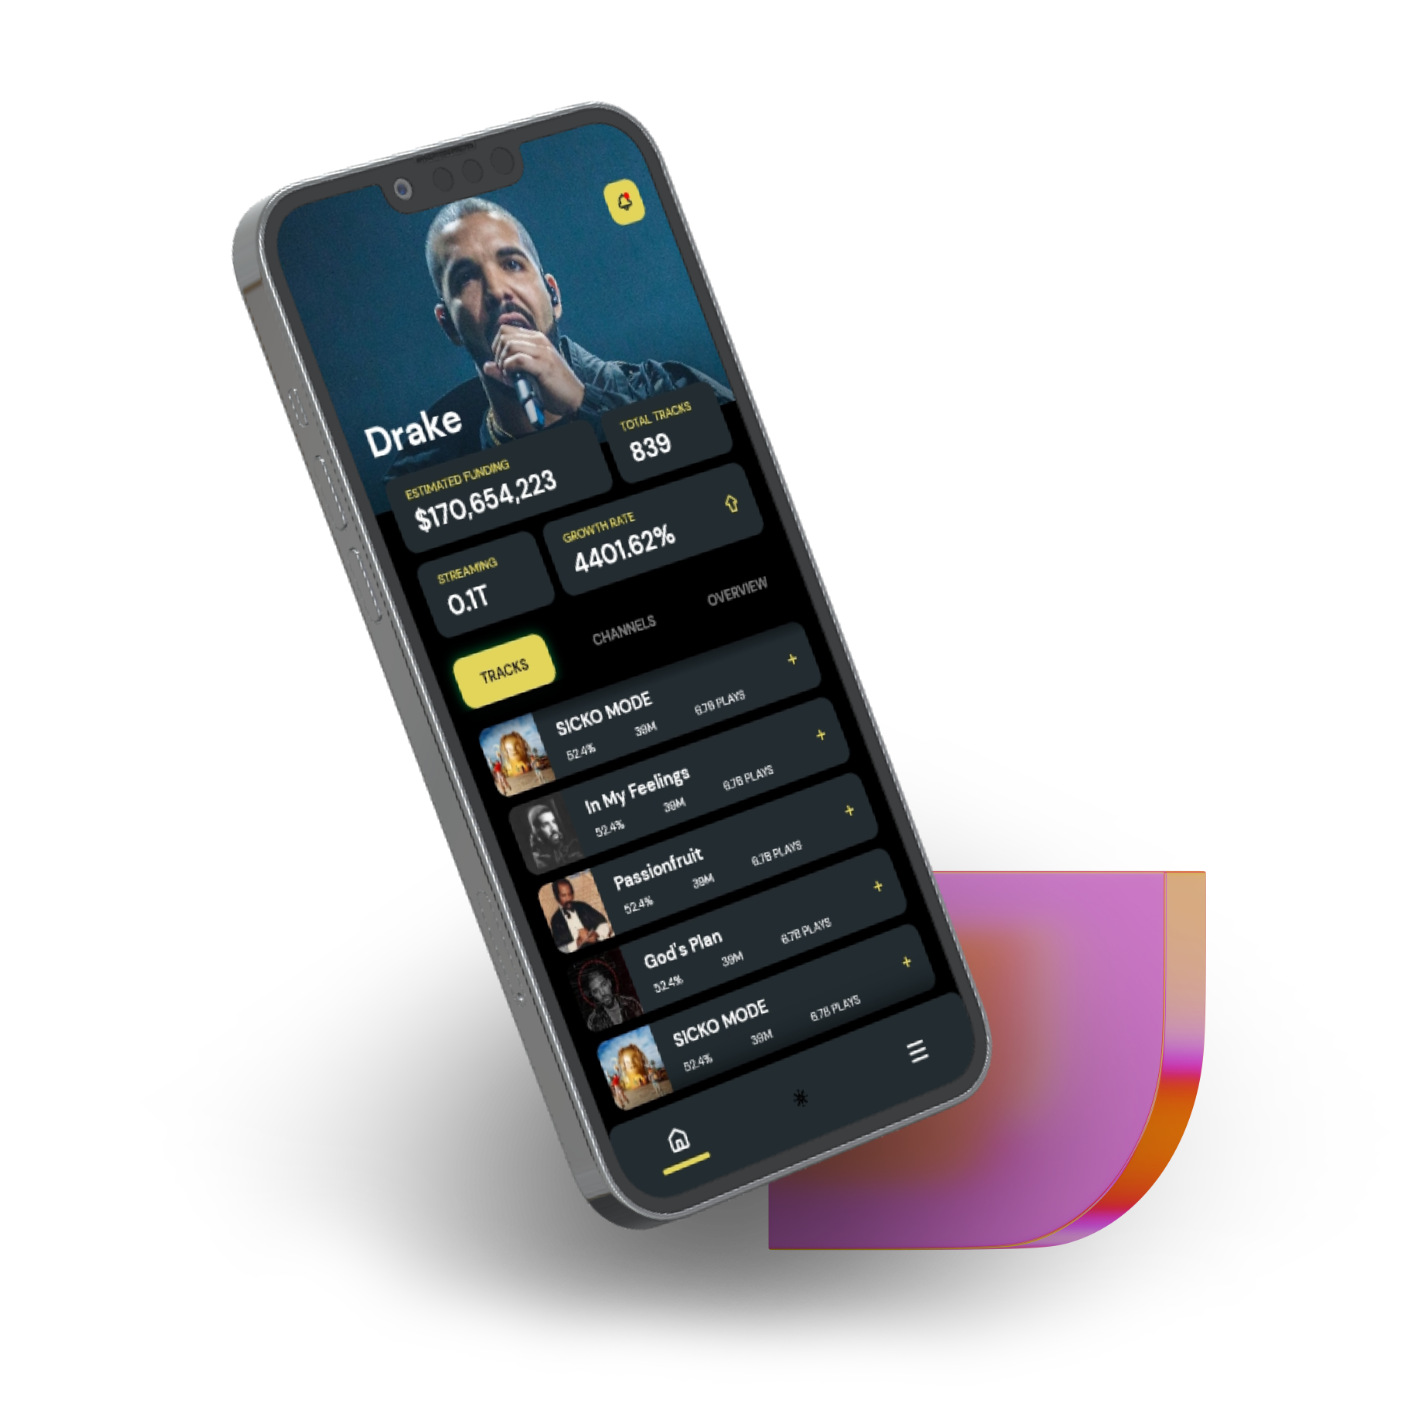 Drake
ESTIMATED FUNDING
$170,654,223
TOTAL TRACKS
839
STREAMING
0.1T
GROWTH RATE
4401.62%
TRACKS
CHANNELS
OVERVIEW
SICKO MODE
52.4% 39M 6.7B PLAYS
In My Feelings
52.4% 39M 6.7B PLAYS
Passionfruit
52.4% 39M 6.7B PLAYS
God's Plan
52.4% 39M 6.7B PLAYS
SICKO MODE
52.4% 39M 6.7B PLAYS